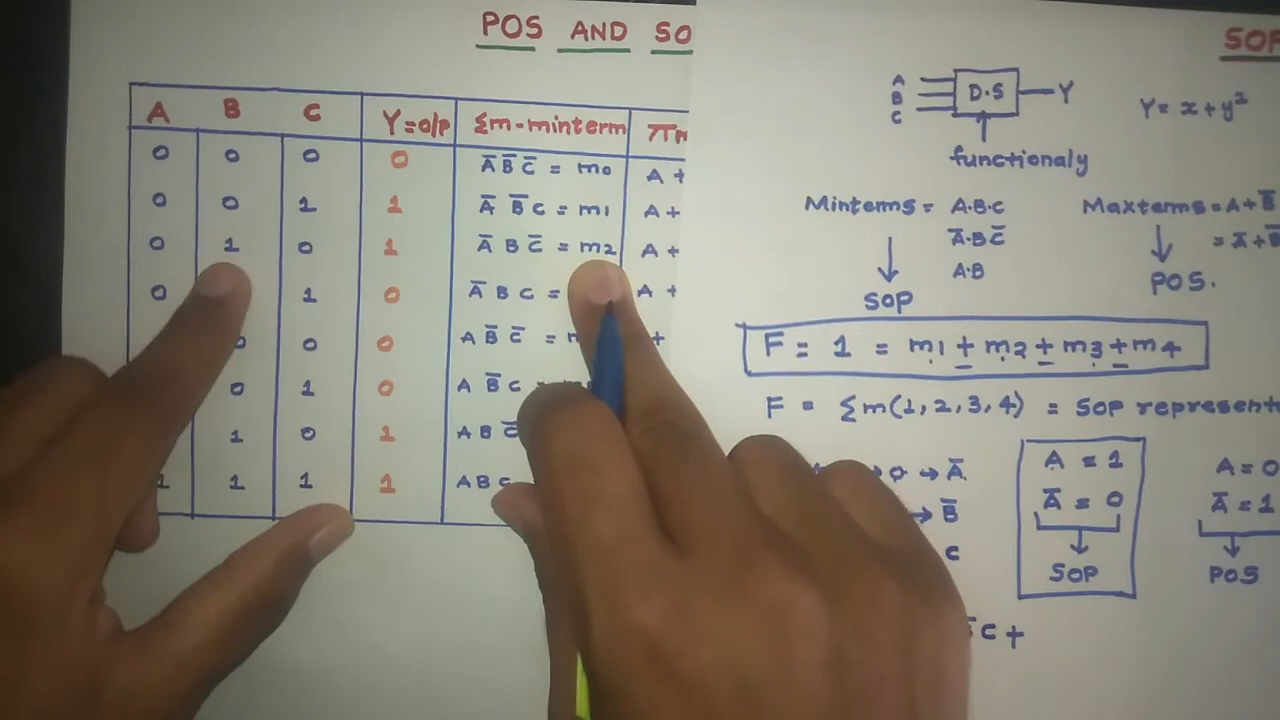 POS AND SO
A B C Y=o/p Σm-minterm πM
0 0 0 0 A̅ B̅ C̅ = m0 A +
0 0 1 1 A̅ B̅ C = m1 A +
0 1 0 1 A̅ B C̅ = m2 A +
0 1 0 A̅ B C = A +
0 0 0 A B̅ C̅ = m +
0 1 0 A B̅ C =
1 0 1 A B C̅
1 1 1 1 A B C
SOP
A
B
C
D.S
Y
Y = x + y²
functionaly
Minterms = A.B.C
A̅.B C̅
A.B
SOP
Maxterms = A + B̅
= A̅ + B
POS.
F = 1 = m1 + m2 + m3 + m4
F = Σm(1, 2, 3, 4) = SOP represent
→ 0 → A̅
→ B̅
C
A = 1
A̅ = 0
SOP
A = 0
A̅ = 1
POS
C +